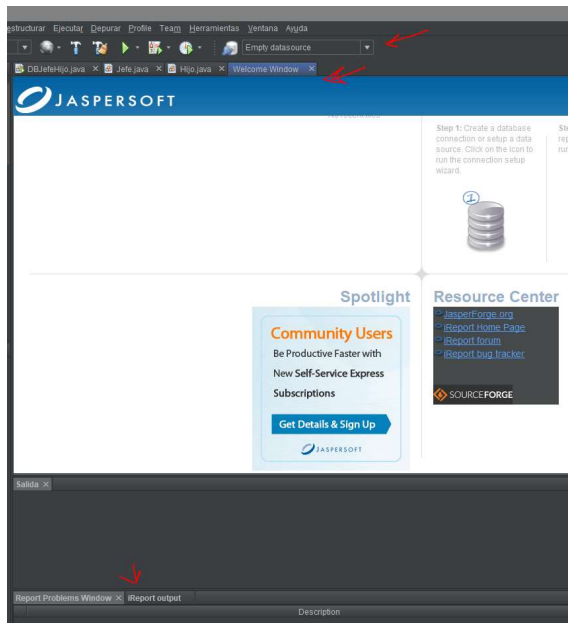 estructurar Ejecutar Depurar Profile Team Herramientas Ventana Ayuda
Empty datasource
DBJefeHijo.java Jefe.java Hijo.java Welcome Window
JASPERSOFT
Step 1: Create a database
connection or setup a data
source. Click on the icon to
run the connection setup
wizard.
1
Spotlight
Community Users
Be Productive Faster with
New Self-Service Express
Subscriptions
Get Details & Sign Up
JASPERSOFT
Resource Center
JasperForge.org
iReport Home Page
iReport forum
iReport bug tracker
SOURCEFORGE
Salida
Report Problems Window iReport output
Description